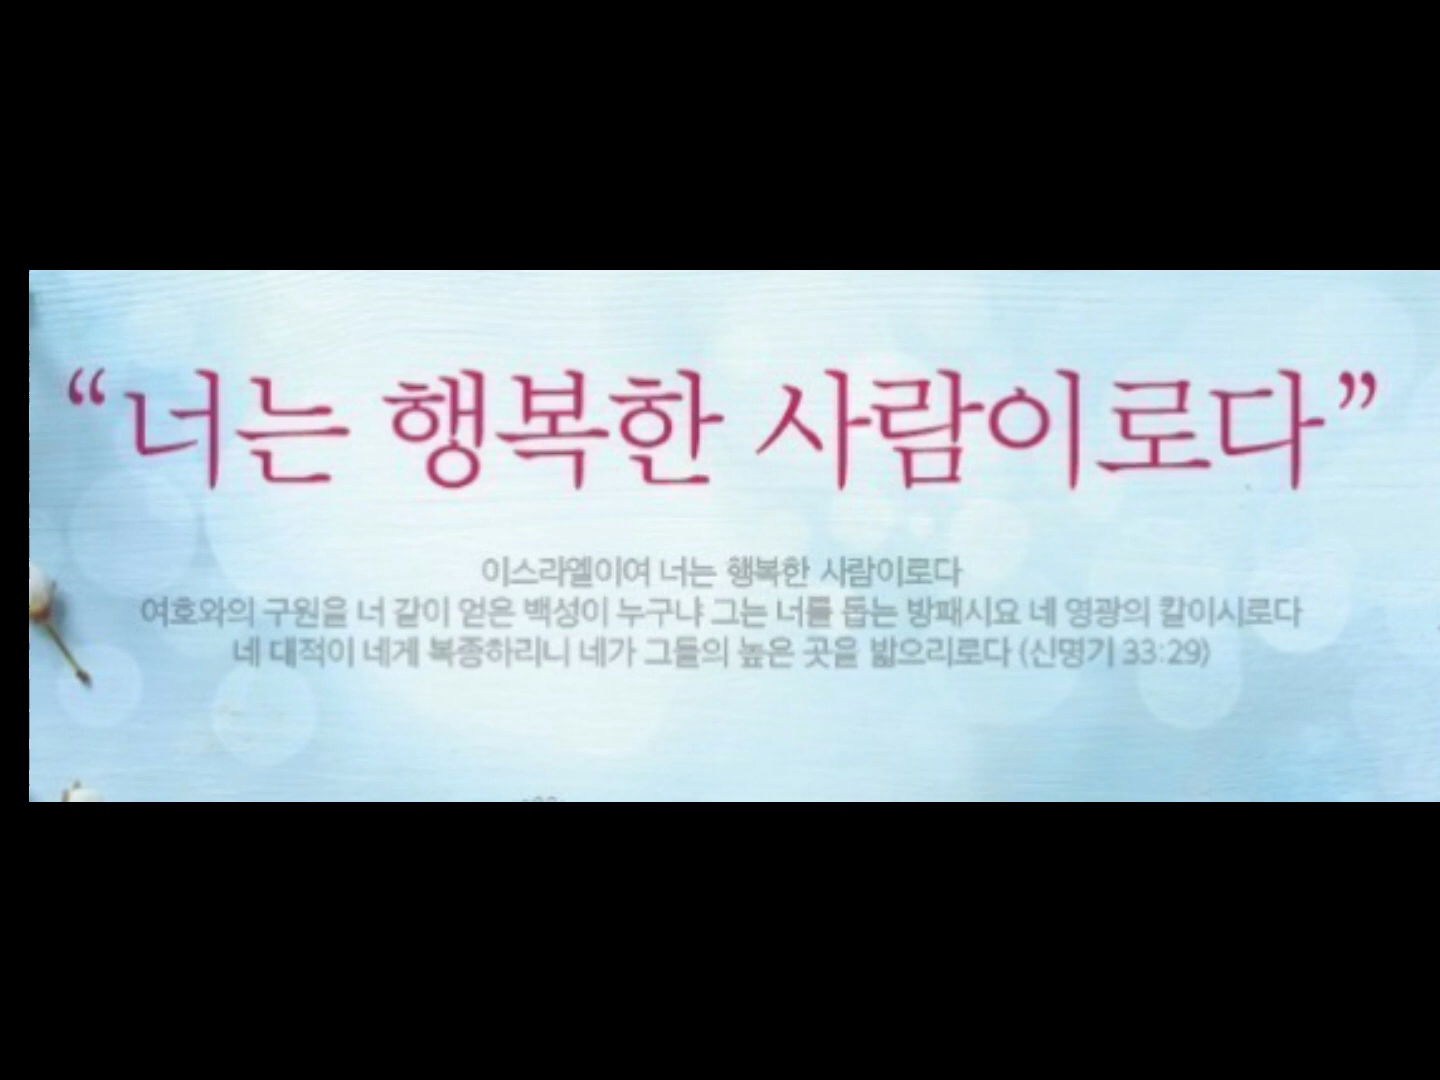 “너는 행복한 사람이로다”
이스라엘이여 너는 행복한 사람이로다
여호와의 구원을 너 같이 얻은 백성이 누구냐 그는 너를 돕는 방패시요 네 영광의 칼이시로다
네 대적이 네게 복종하리니 네가 그들의 높은 곳을 밟으리로다 (신명기 33:29)